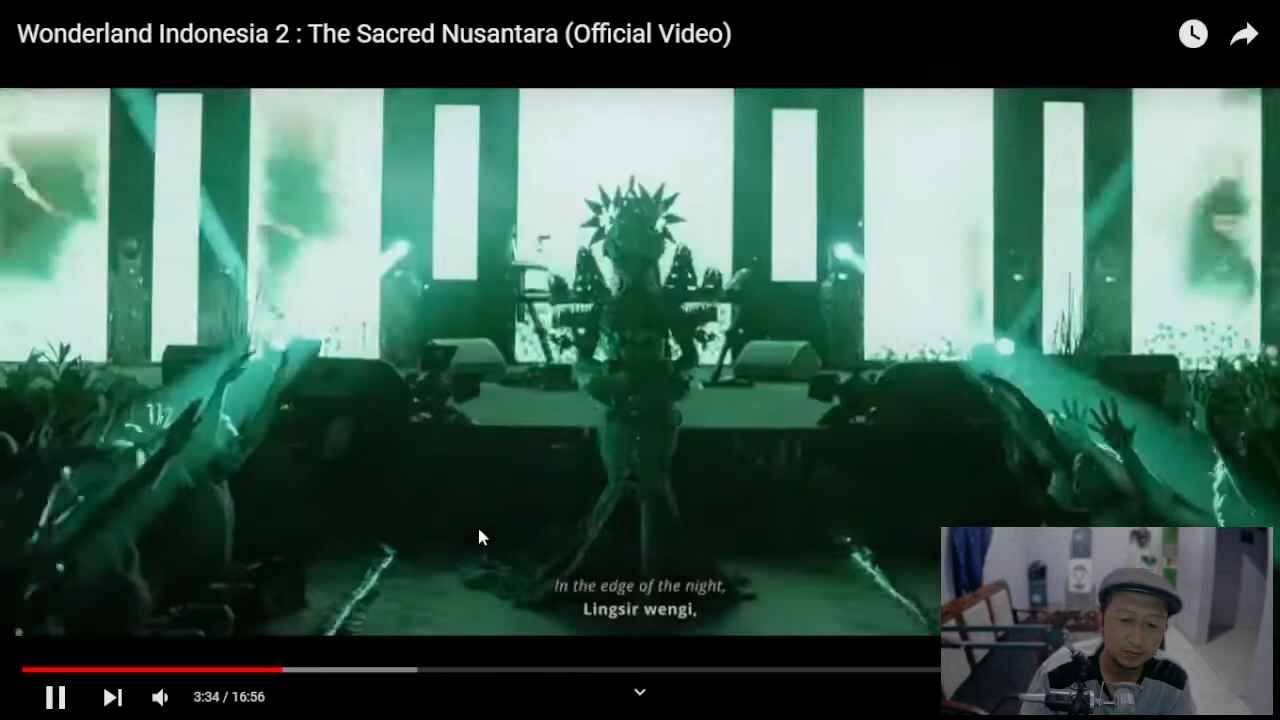 Wonderland Indonesia 2 : The Sacred Nusantara (Official Video)
In the edge of the night,
Lingsir wengi,
3:34 / 16:56